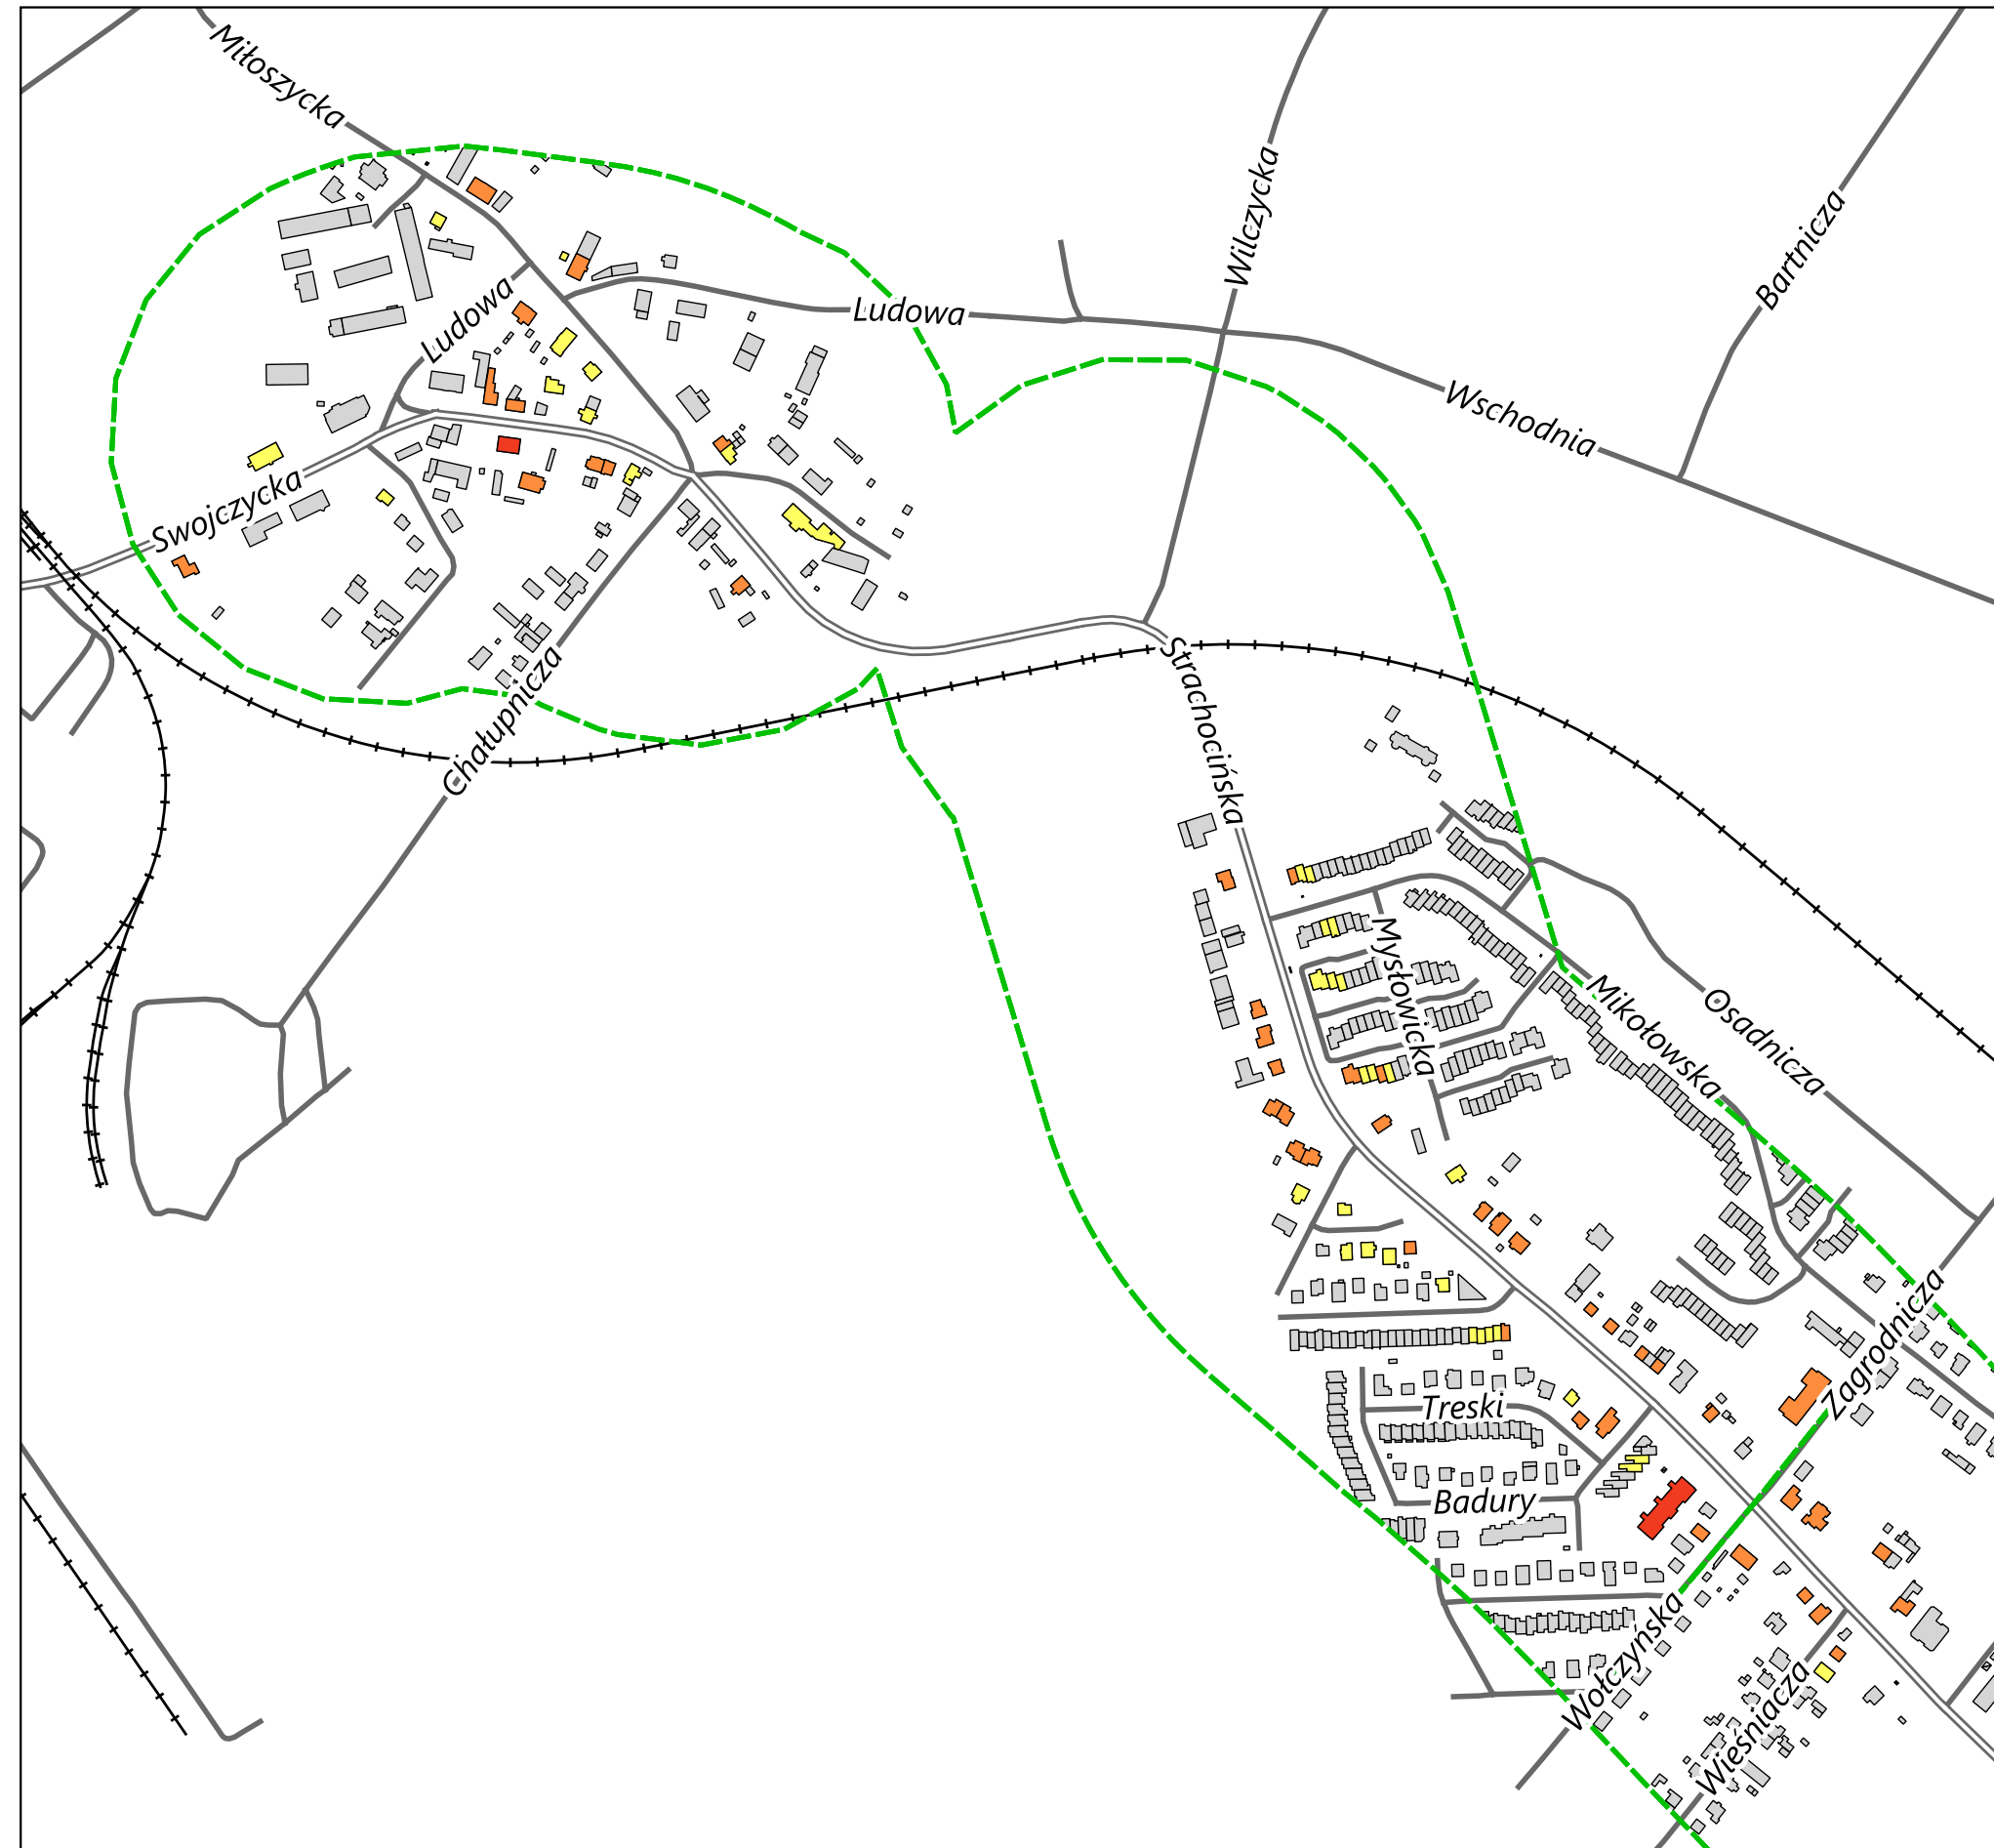 Miłoszycka
Wilczycka
Bartnicza
Ludowa
Ludowa
Wschodnia
Swojczycka
Chałupnicza
Strachocińska
Mysłowicka
Mikołowska
Osadnicza
Zagrodnicza
Treski
Badury
Wołczyńska
Wieśniacza